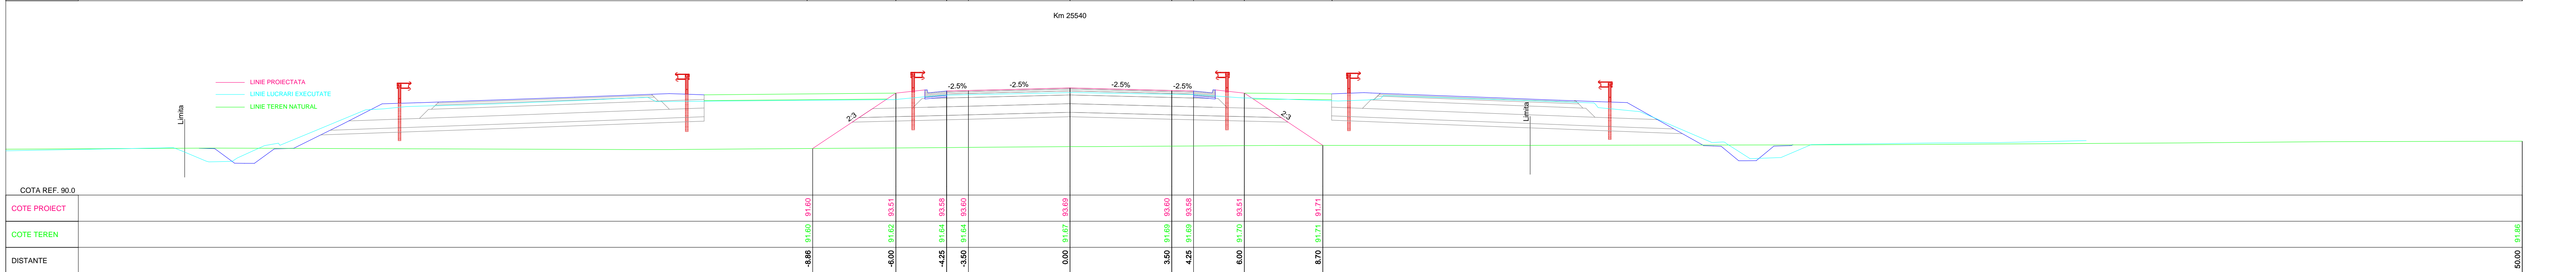 Km 25540
LINIE PROIECTATA
LINIE LUCRARI EXECUTATE
LINIE TEREN NATURAL
Limita
2:3
-2.5%
-2.5%
-2.5%
-2.5%
2:3
Limita
COTA REF. 90.0
COTE PROIECT 91.60 93.51 93.58 93.60 93.69 93.60 93.58 93.51 91.71
COTE TEREN 91.60 91.62 91.64 91.64 91.67 91.69 91.69 91.70 91.71 91.86
DISTANTE -8.86 -6.00 -4.25 -3.50 0.00 3.50 4.25 6.00 8.70 50.00